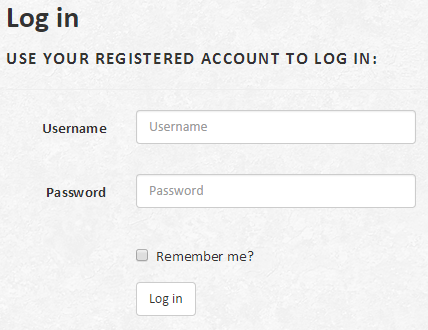 Log in
USE YOUR REGISTERED ACCOUNT TO LOG IN:
Username Username
Password Password
Remember me?
Log in